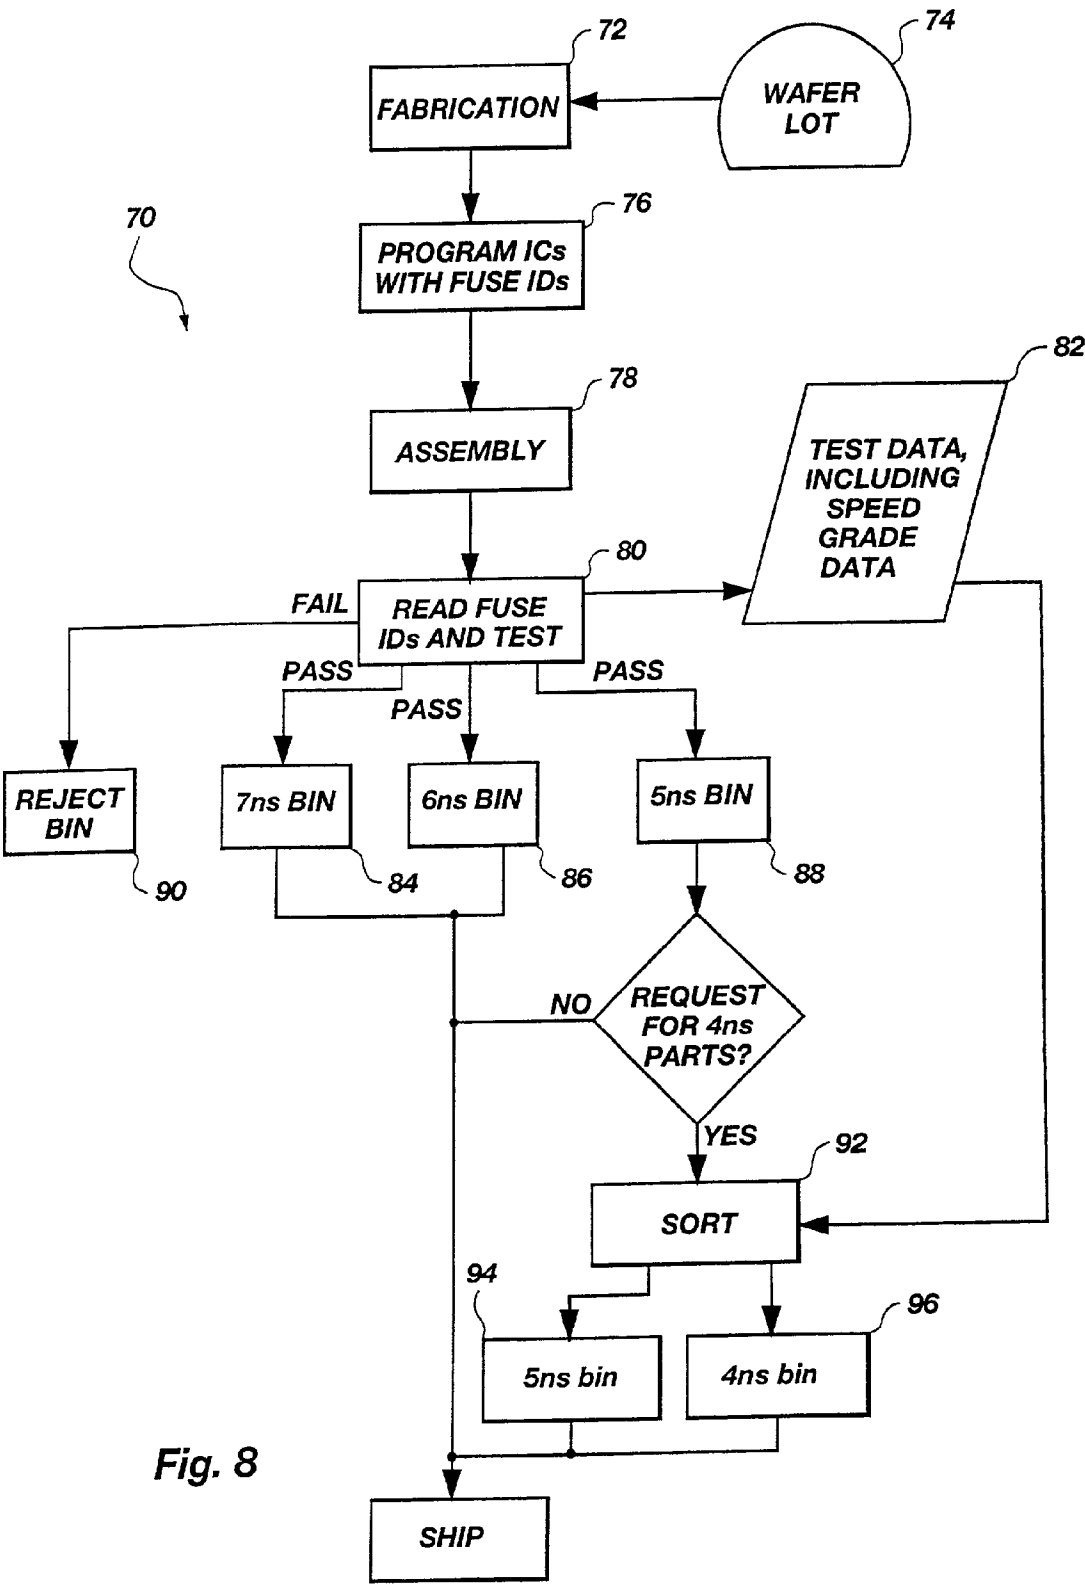 72
74
FABRICATION
WAFER
LOT
76
70
PROGRAM ICs
WITH FUSE IDs
78
82
ASSEMBLY
TEST DATA,
INCLUDING
SPEED
GRADE
DATA
80
FAIL
READ FUSE
IDs AND TEST
PASS
PASS
PASS
REJECT
BIN
7ns BIN
6ns BIN
5ns BIN
90
84
86
88
NO
REQUEST
FOR 4ns
PARTS?
YES
92
SORT
94
96
5ns bin
4ns bin
Fig. 8
SHIP